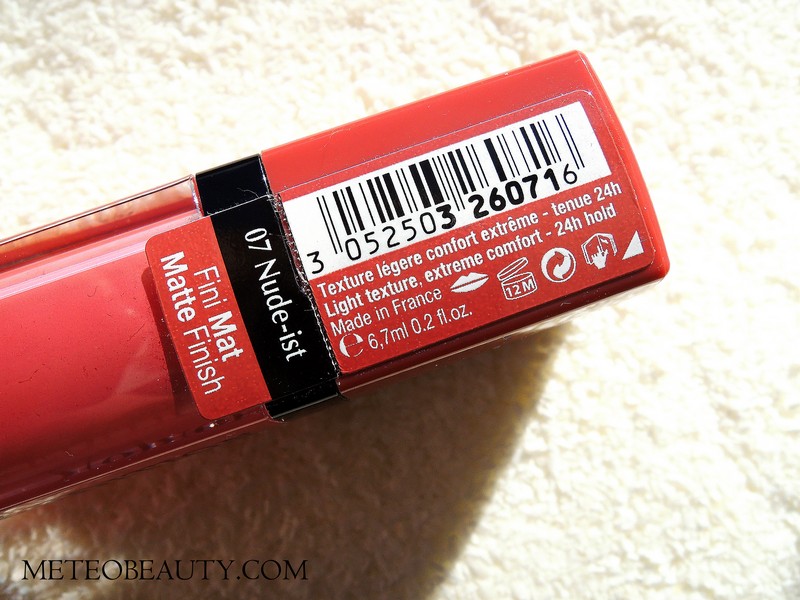 3 052503 260716
Texture légere confort extrême - tenue 24h
Light texture, extreme comfort - 24h hold
Made in France
12M
e 6,7ml 0.2 fl.oz.
07 Nude-ist
Fini Mat
Matte Finish
METEOBEAUTY.COM